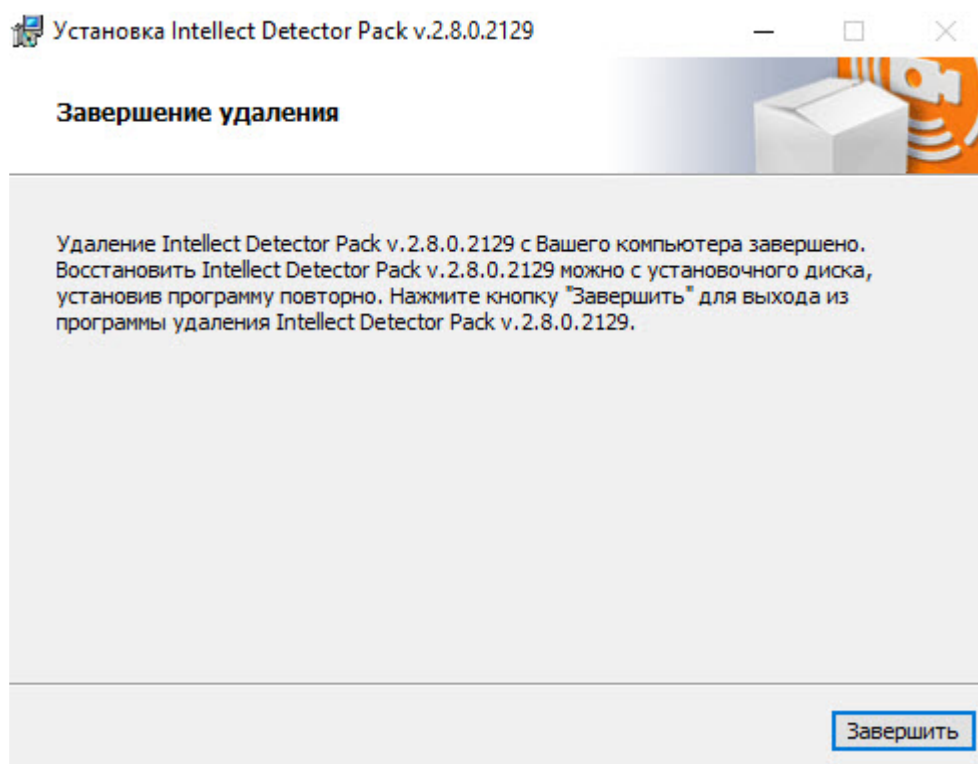 Установка Intellect Detector Pack v.2.8.0.2129
Завершение удаления
Удаление Intellect Detector Pack v.2.8.0.2129 с Вашего компьютера завершено.
Восстановить Intellect Detector Pack v.2.8.0.2129 можно с установочного диска,
установив программу повторно. Нажмите кнопку "Завершить" для выхода из
программы удаления Intellect Detector Pack v.2.8.0.2129.
Завершить